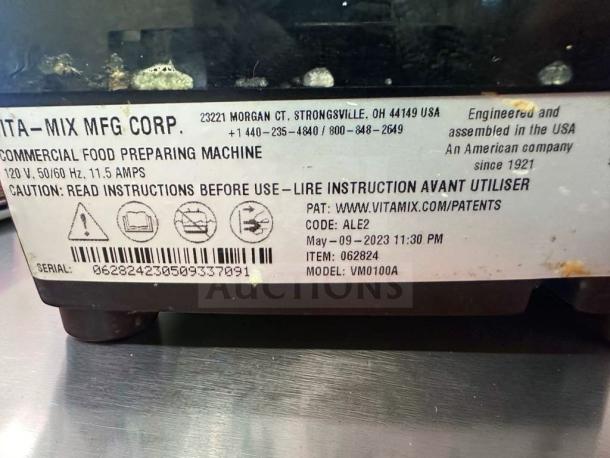 ITA-MIX MFG CORP.
23221 MORGAN CT, STRONGSVILLE, OH 44149 USA
+1 440-235-4840 / 800-848-2649
Engineered and
assembled in the USA
An American company
since 1921
COMMERCIAL FOOD PREPARING MACHINE
120 V, 50/60 Hz, 11.5 AMPS
CAUTION: READ INSTRUCTIONS BEFORE USE-LIRE INSTRUCTION AVANT UTILISER
PAT: WWW.VITAMIX.COM/PATENTS
CODE: ALE2
May-09-2023 11:30 PM
ITEM: 062824
MODEL: VM0100A
SERIAL: 062824230509337091
AUCTIONS